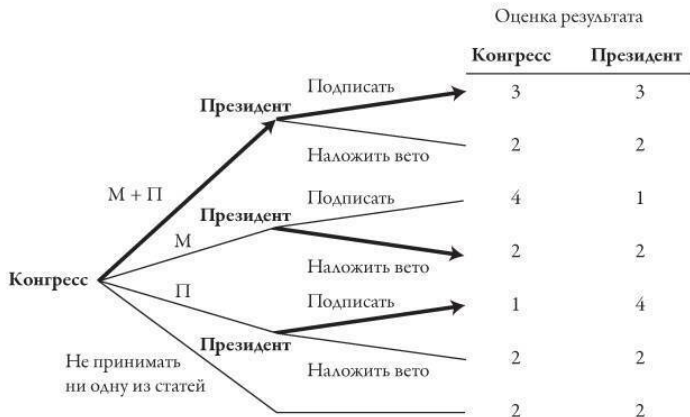 Оценка результата
Конгресс Президент
Подписать 3 3
Президент
Наложить вето 2 2
М + П
Подписать 4 1
Президент
М
Наложить вето 2 2
Конгресс
П
Подписать 1 4
Президент
Не принимать
ни одну из статей
Наложить вето 2 2
2 2